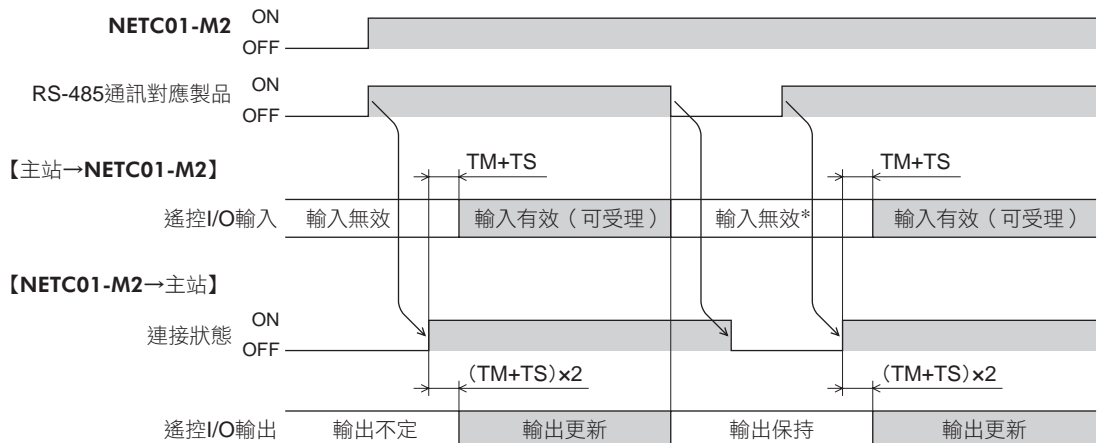 NETC01-M2 ON
OFF
RS-485通訊對應製品 ON
OFF
【主站→NETC01-M2】 TM+TS TM+TS
遙控I/O輸入 輸入無效 輸入有效（可受理） 輸入無效* 輸入有效（可受理）
【NETC01-M2→主站】
連接狀態 ON
OFF
(TM+TS)×2 (TM+TS)×2
遙控I/O輸出 輸出不定 輸出更新 輸出保持 輸出更新